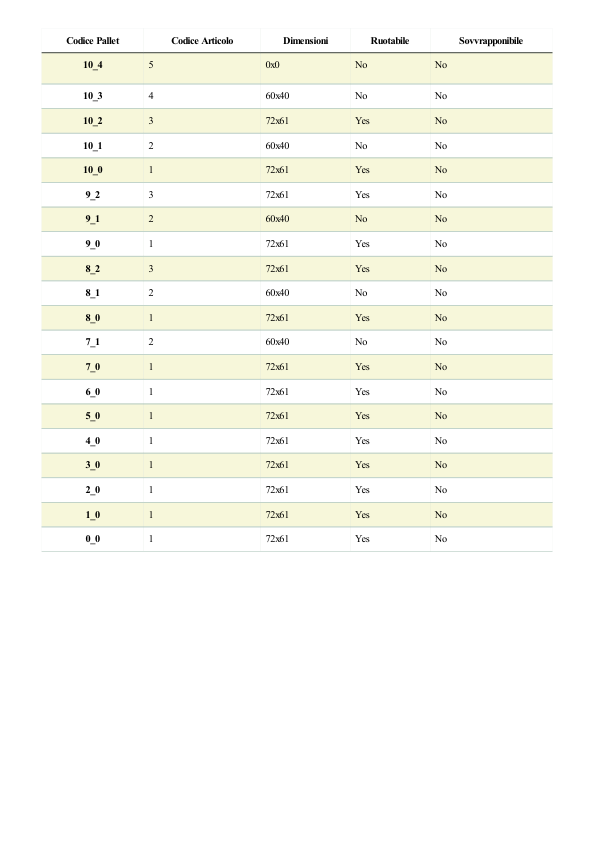 Codice Pallet Codice Articolo Dimensioni Ruotabile Sovvrapponibile
10_4 5 0x0 No No
10_3 4 60x40 No No
10_2 3 72x61 Yes No
10_1 2 60x40 No No
10_0 1 72x61 Yes No
9_2 3 72x61 Yes No
9_1 2 60x40 No No
9_0 1 72x61 Yes No
8_2 3 72x61 Yes No
8_1 2 60x40 No No
8_0 1 72x61 Yes No
7_1 2 60x40 No No
7_0 1 72x61 Yes No
6_0 1 72x61 Yes No
5_0 1 72x61 Yes No
4_0 1 72x61 Yes No
3_0 1 72x61 Yes No
2_0 1 72x61 Yes No
1_0 1 72x61 Yes No
0_0 1 72x61 Yes No